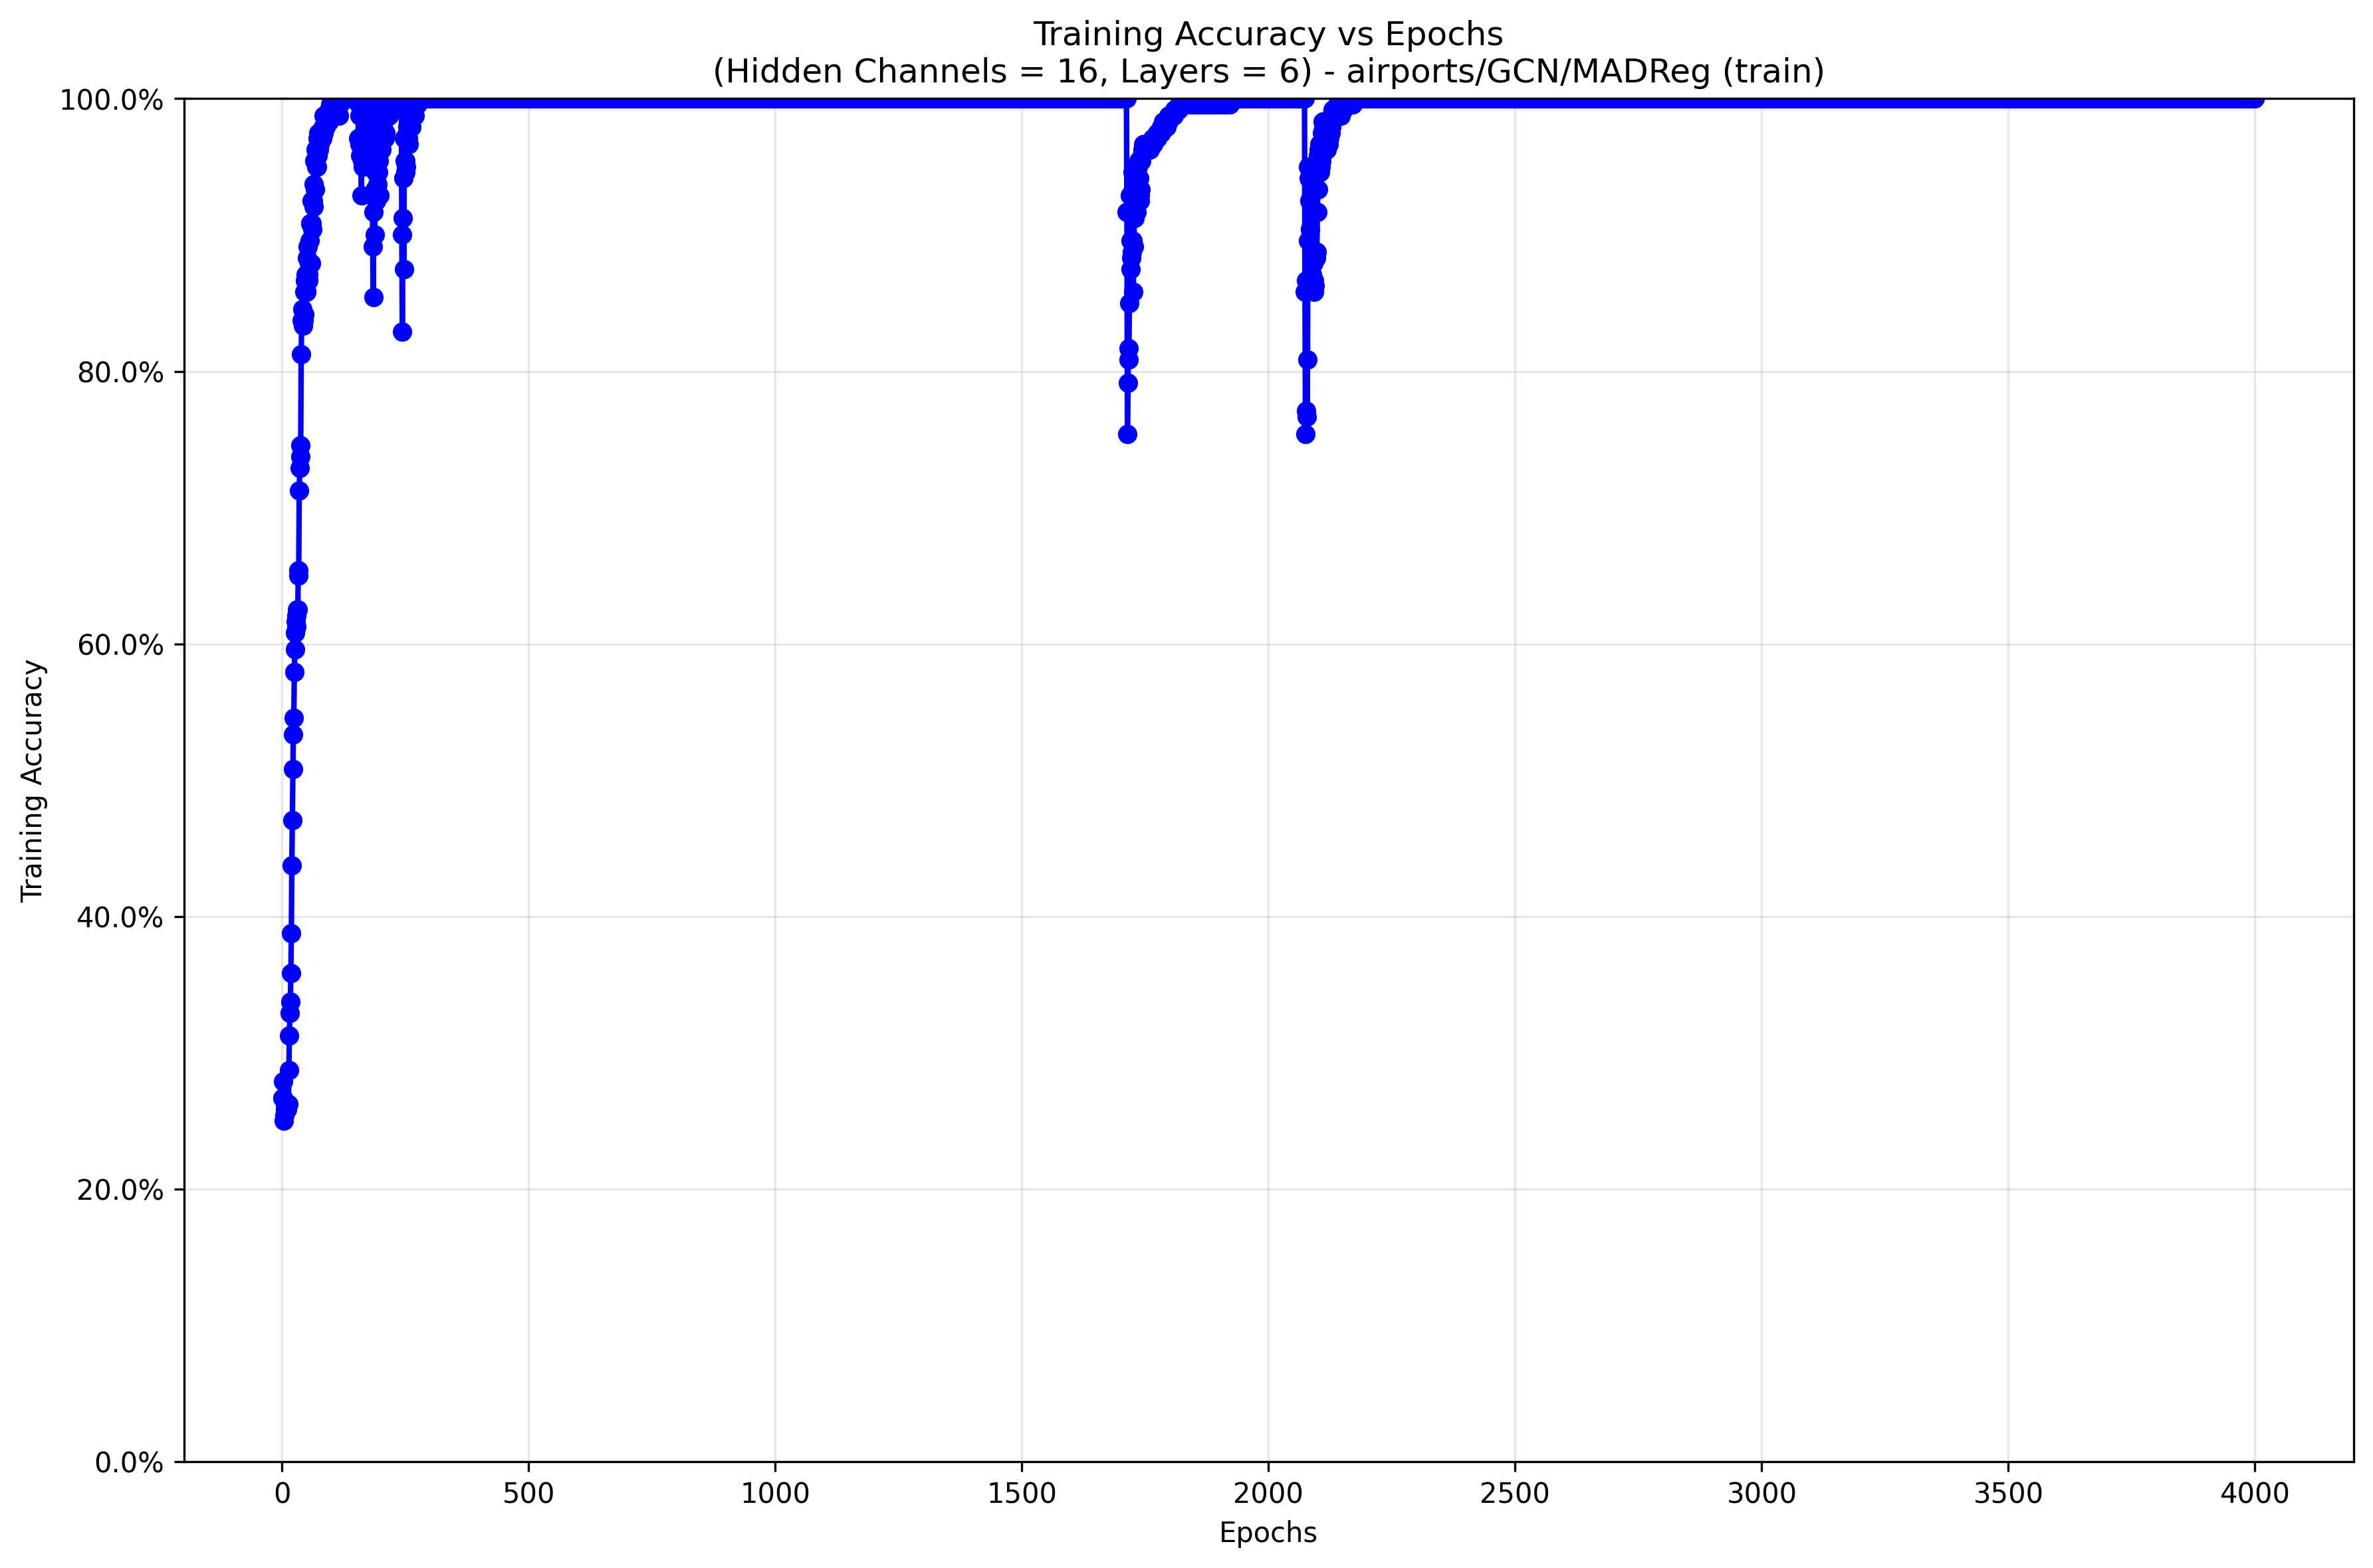 Training Accuracy vs Epochs
(Hidden Channels = 16, Layers = 6) - airports/GCN/MADReg (train)
100.0%
80.0%
60.0%
40.0%
20.0%
0.0%
Training Accuracy
0 500 1000 1500 2000 2500 3000 3500 4000
Epochs